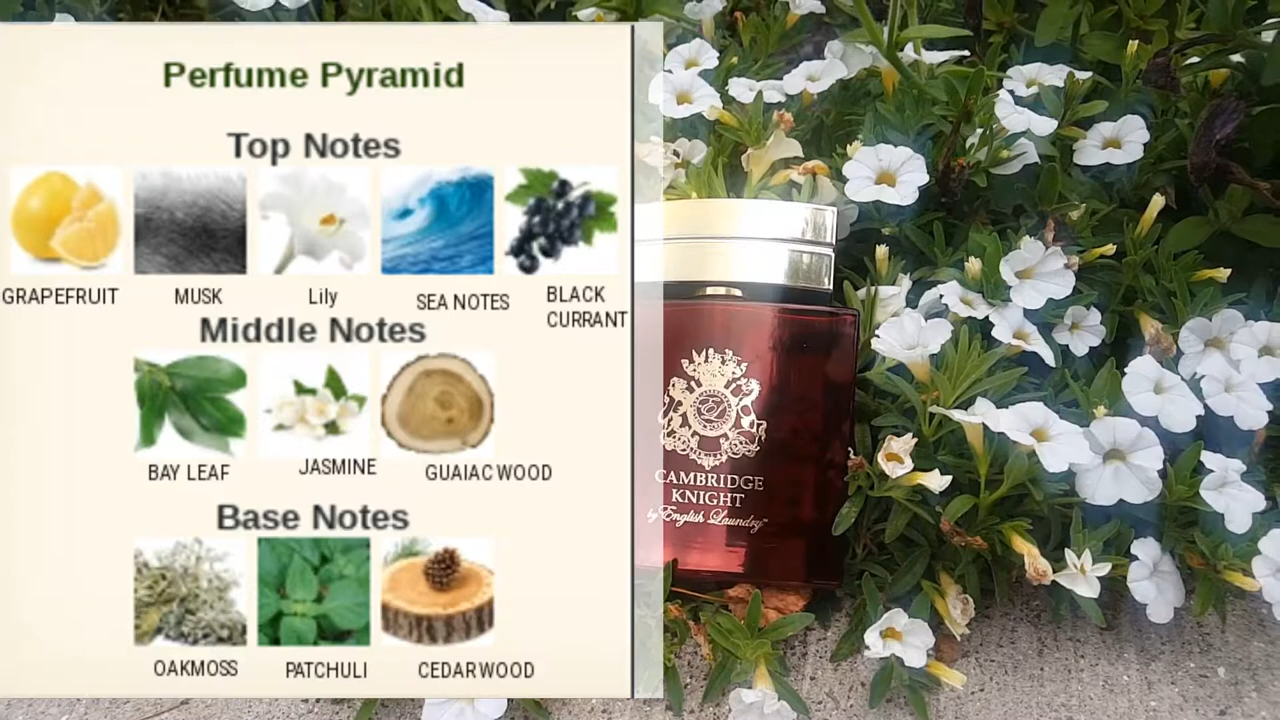 Perfume Pyramid
Top Notes
GRAPEFRUIT
MUSK
Lily
SEA NOTES
BLACK
CURRANT
Middle Notes
BAY LEAF
JASMINE
GUAIAC WOOD
Base Notes
OAKMOSS
PATCHULI
CEDARWOOD
CAMBRIDGE
KNIGHT
by English Laundry™